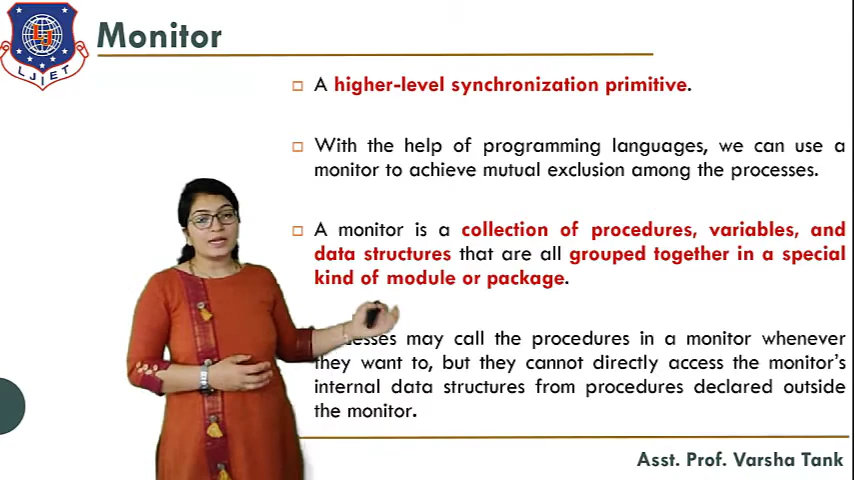 LJIET
Monitor
A higher-level synchronization primitive.
With the help of programming languages, we can use a
monitor to achieve mutual exclusion among the processes.
A monitor is a collection of procedures, variables, and
data structures that are all grouped together in a special
kind of module or package.
esses may call the procedures in a monitor whenever
they want to, but they cannot directly access the monitor's
internal data structures from procedures declared outside
the monitor.
Asst. Prof. Varsha Tank